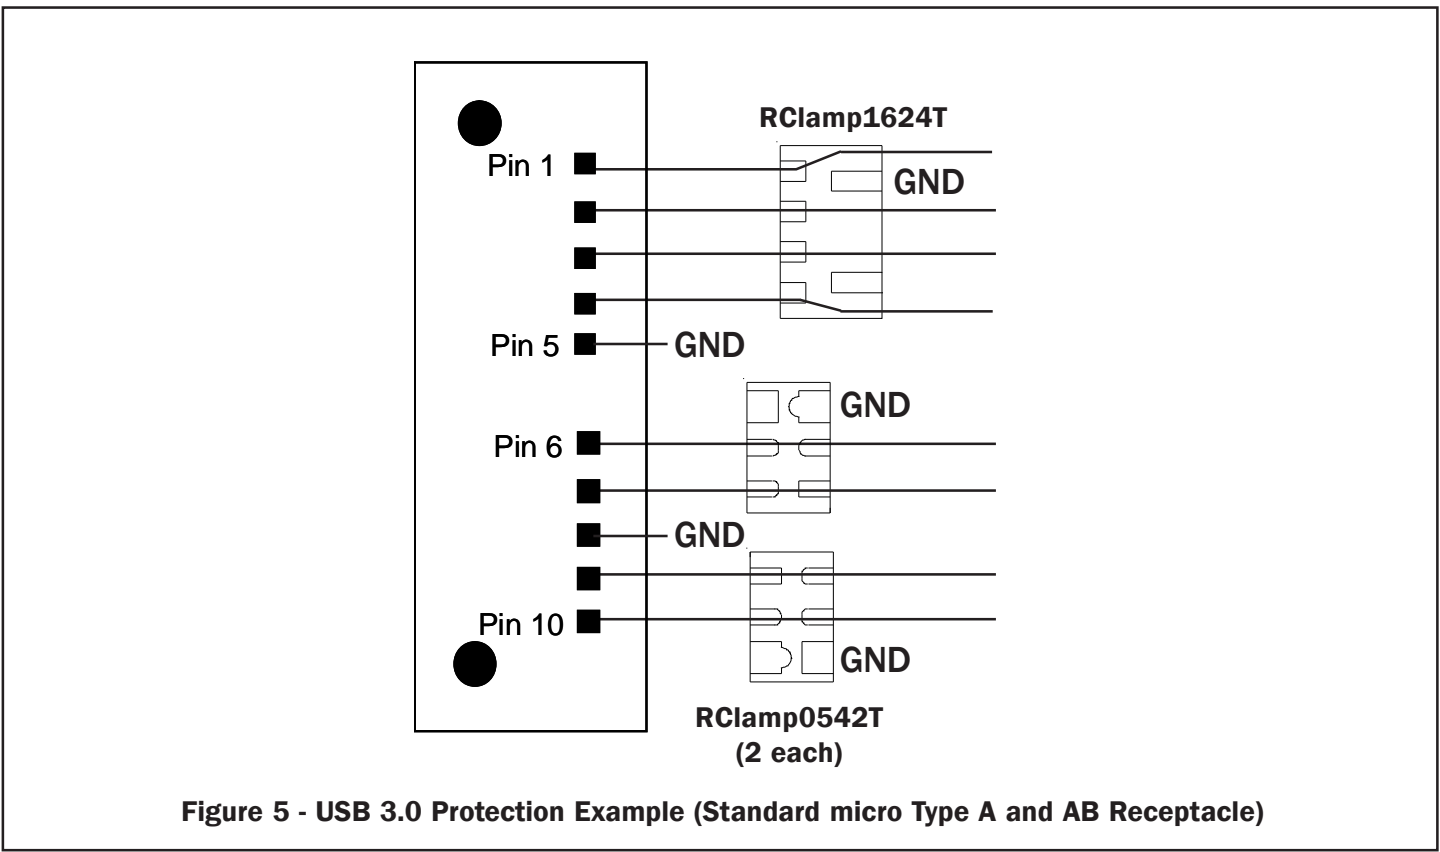 RClamp1624T
Pin 1
GND
Pin 5
GND
GND
Pin 6
GND
Pin 10
GND
RClamp0542T
(2 each)
Figure 5 - USB 3.0 Protection Example (Standard micro Type A and AB Receptacle)